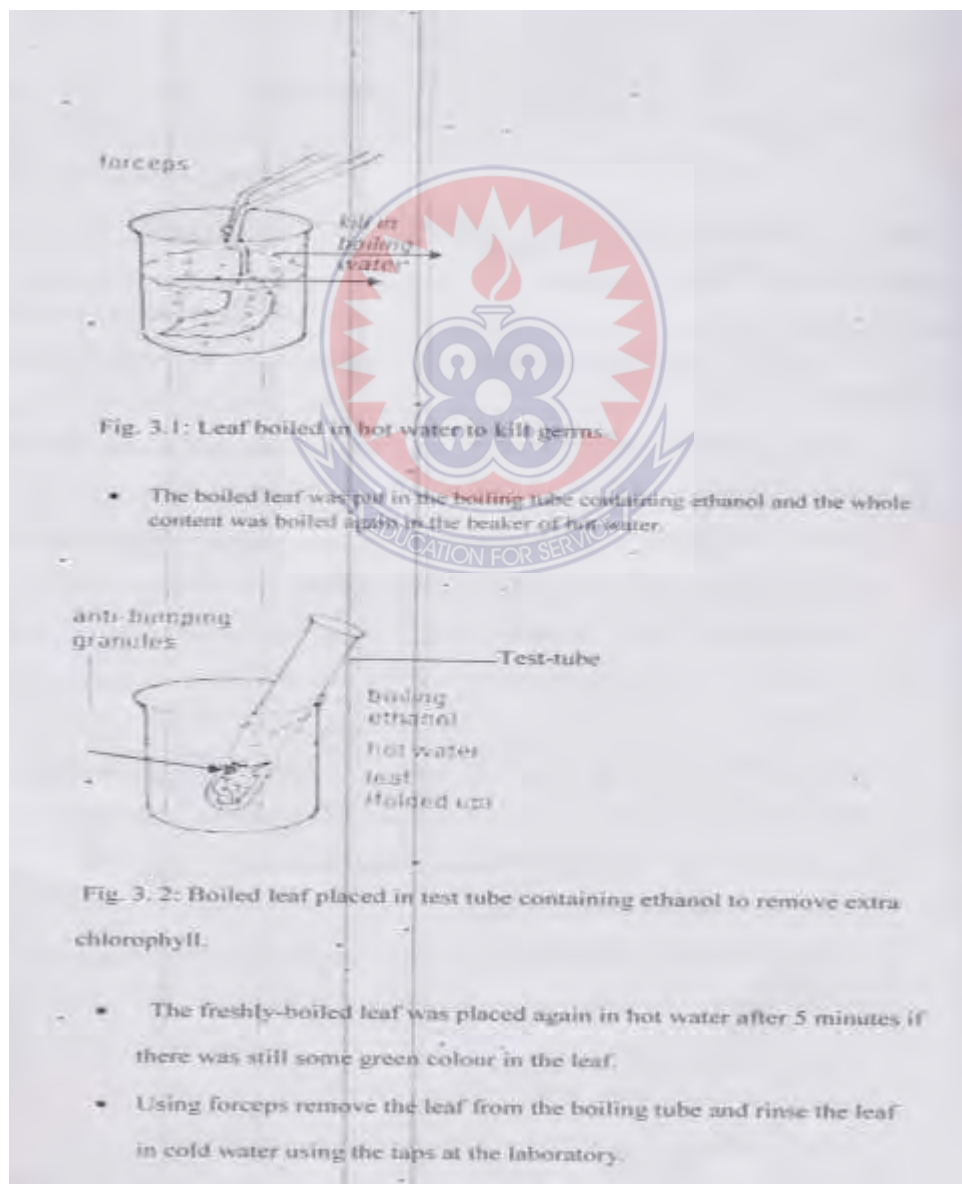 forceps
kill in
boiling
water
Fig. 3.1: Leaf boiled in hot water to kill germs
• The boiled leaf was put in the boiling tube containing ethanol and the whole
content was boiled again in the beaker of hot water.
EDUCATION FOR SERVICE
anti-bumping
granules
Test-tube
boiling
ethanol
hot water
leaf
Fig. 3. 2: Boiled leaf placed in test tube containing ethanol to remove extra
chlorophyll.
• The freshly-boiled leaf was placed again in hot water after 5 minutes if
there was still some green colour in the leaf.
• Using forceps remove the leaf from the boiling tube and rinse the leaf
in cold water using the taps at the laboratory.